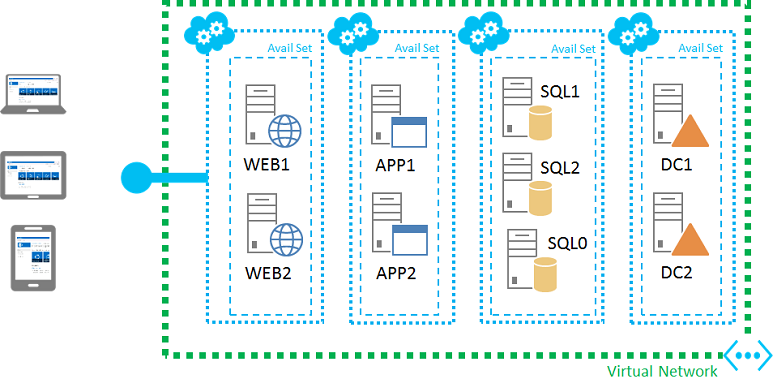 Avail Set
Avail Set
Avail Set
Avail Set
SQL1
WEB1
APP1
SQL2
DC1
SQL0
WEB2
APP2
DC2
Virtual Network